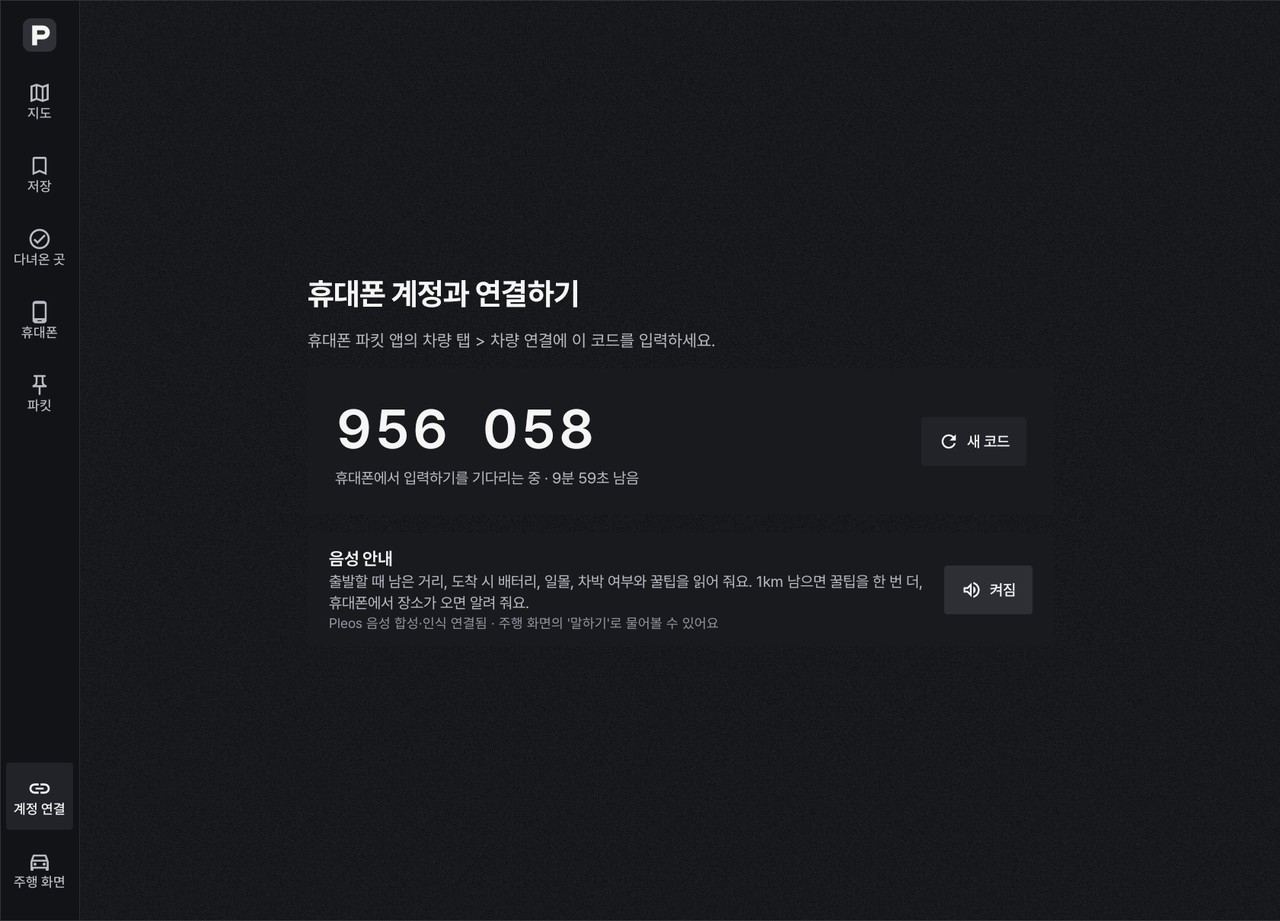 P
지도
저장
다녀온 곳
휴대폰
파킷
계정 연결
주행 화면
휴대폰 계정과 연결하기
휴대폰 파킷 앱의 차량 탭 > 차량 연결에 이 코드를 입력하세요.
956 058
휴대폰에서 입력하기를 기다리는 중 · 9분 59초 남음
새 코드
음성 안내
출발할 때 남은 거리, 도착 시 배터리, 일몰, 차박 여부와 꿀팁을 읽어 줘요. 1km 남으면 꿀팁을 한 번 더,
휴대폰에서 장소가 오면 알려 줘요.
Pleos 음성 합성·인식 연결됨 · 주행 화면의 '말하기'로 물어볼 수 있어요
켜짐